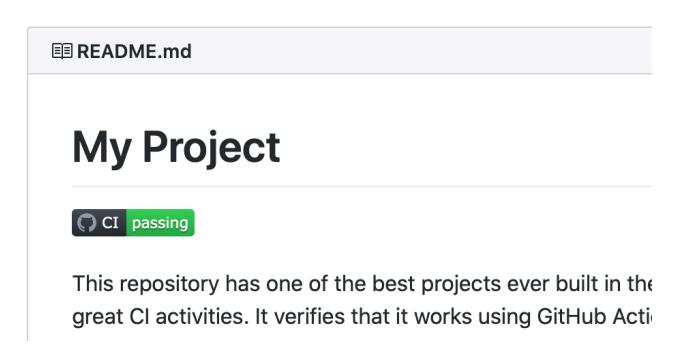 README.md
My Project
CI passing
This repository has one of the best projects ever built in the
great CI activities. It verifies that it works using GitHub